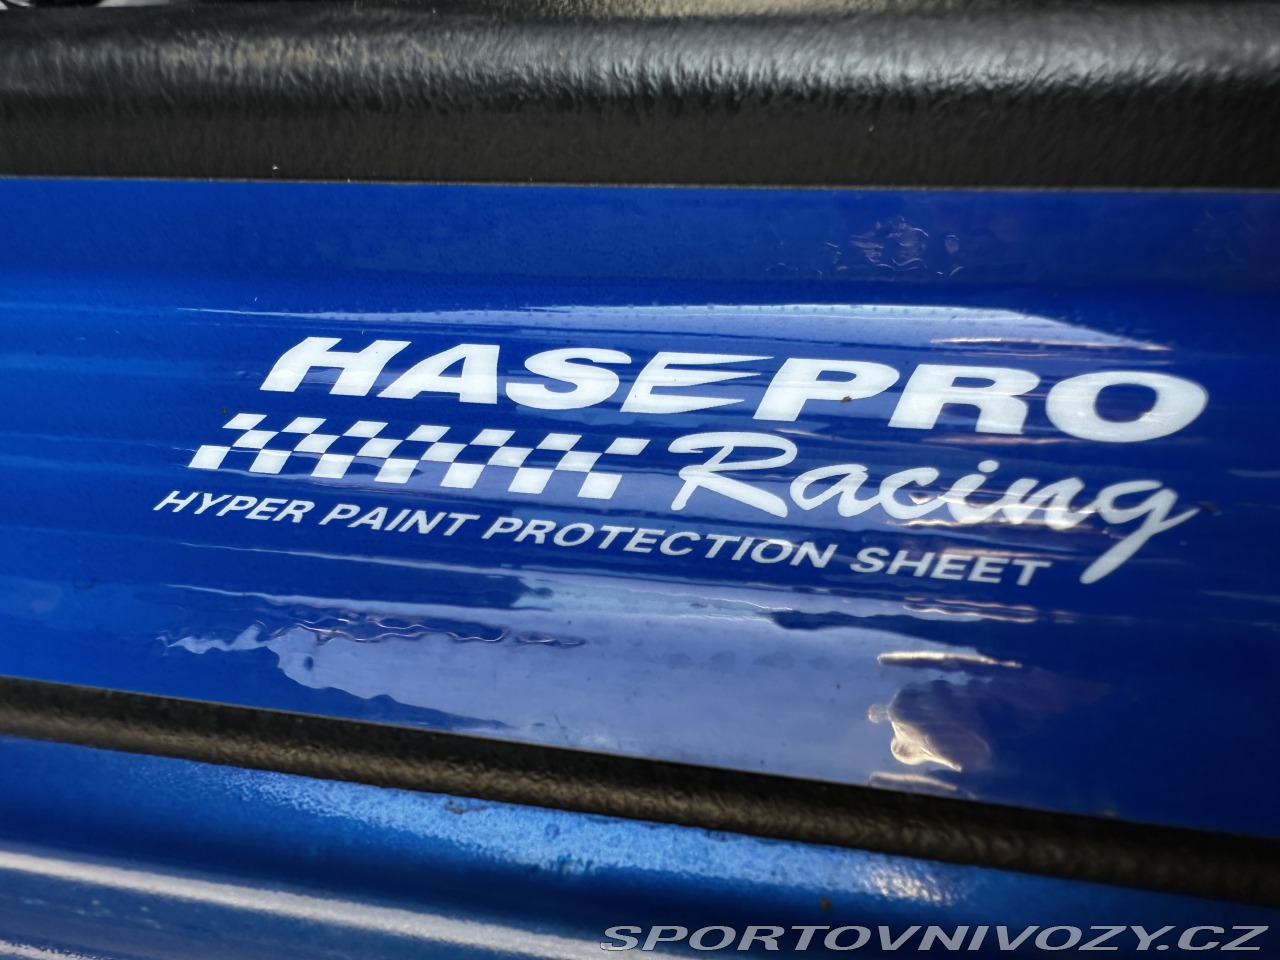 HASEPRO
Racing
HYPER PAINT PROTECTION SHEET
SPORTOVNIVOZY.CZ